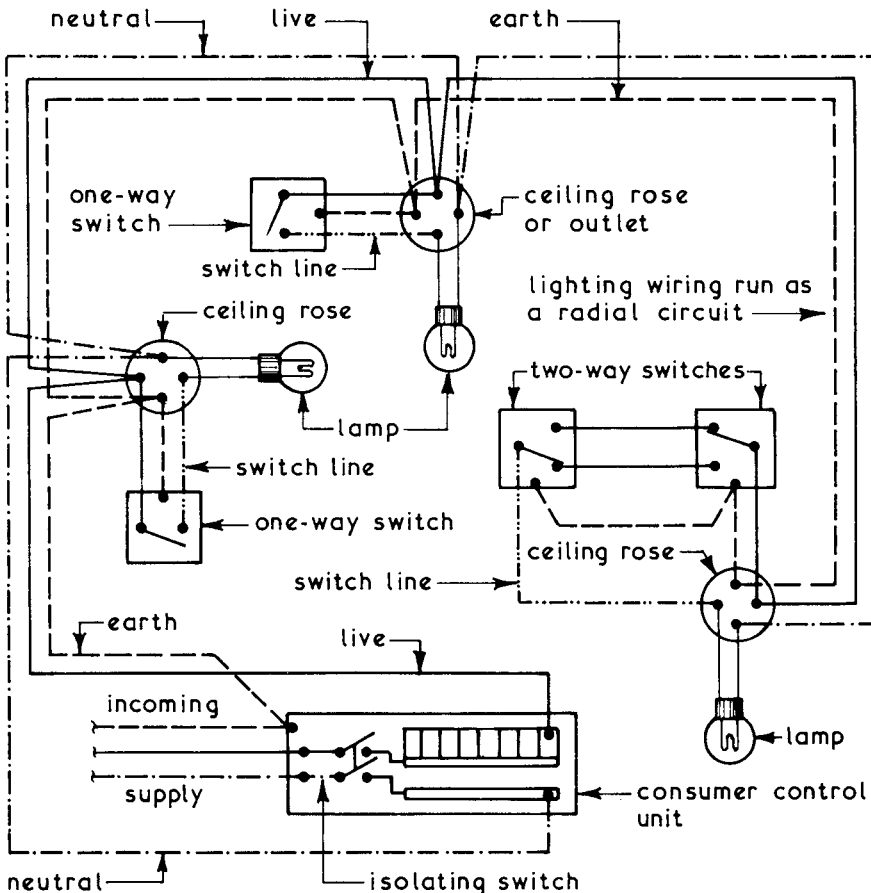 neutral
live
earth
one-way
switch
ceiling rose
or outlet
switch line
lighting wiring run as
a radial circuit
ceiling rose
two-way switches
lamp
switch line
one-way switch
ceiling rose
switch line
earth
live
incoming
lamp
supply
consumer control
unit
neutral
isolating switch